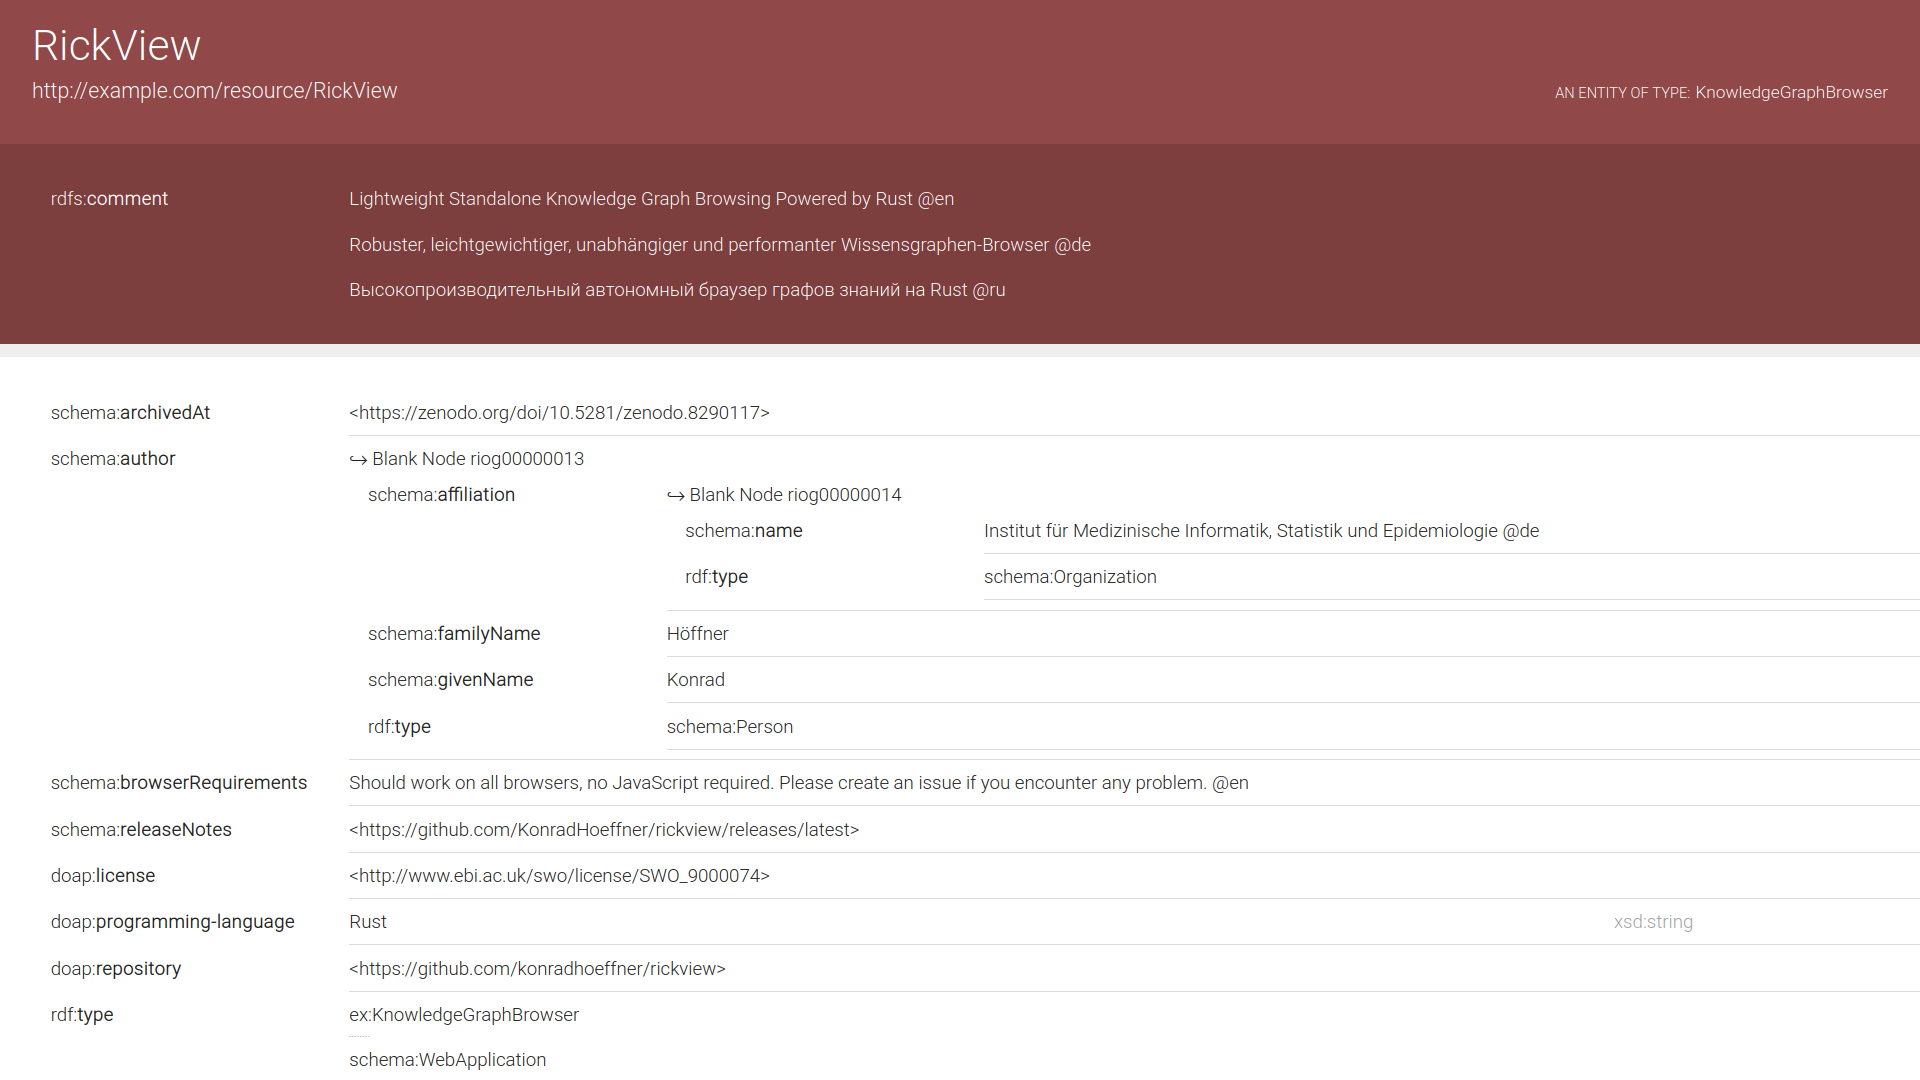 RickView
http://example.com/resource/RickView
AN ENTITY OF TYPE: KnowledgeGraphBrowser
rdfs:comment Lightweight Standalone Knowledge Graph Browsing Powered by Rust @en
Robuster, leichtgewichtiger, unabhängiger und performanter Wissensgraphen-Browser @de
Высокопроизводительный автономный браузер графов знаний на Rust @ru
schema:archivedAt <https://zenodo.org/doi/10.5281/zenodo.8290117>
schema:author ↪ Blank Node riog00000013
schema:affiliation ↪ Blank Node riog00000014
schema:name Institut für Medizinische Informatik, Statistik und Epidemiologie @de
rdf:type schema:Organization
schema:familyName Höffner
schema:givenName Konrad
rdf:type schema:Person
schema:browserRequirements Should work on all browsers, no JavaScript required. Please create an issue if you encounter any problem. @en
schema:releaseNotes <https://github.com/KonradHoeffner/rickview/releases/latest>
doap:license <http://www.ebi.ac.uk/swo/license/SWO_9000074>
doap:programming-language Rust xsd:string
doap:repository <https://github.com/konradhoeffner/rickview>
rdf:type ex:KnowledgeGraphBrowser
schema:WebApplication